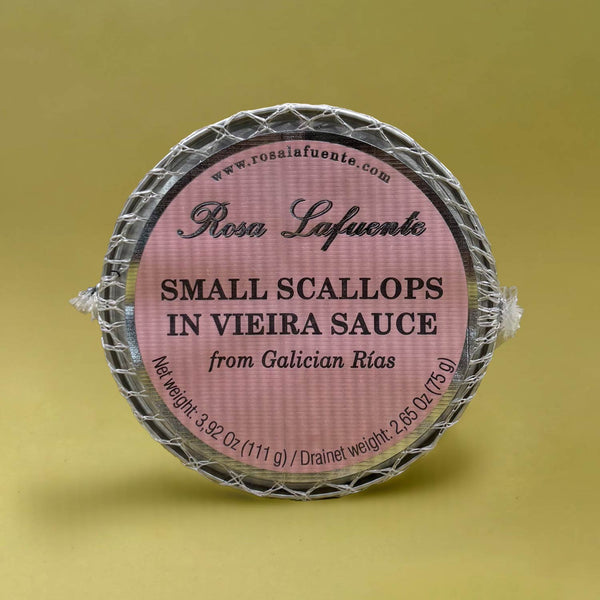 www.rosalafuente.com
Rosa Lafuente
SMALL SCALLOPS
IN VIEIRA SAUCE
from Galician Rías
Net weight: 3,92 Oz (111 g) / Drainet weight: 2,65 Oz (75 g)